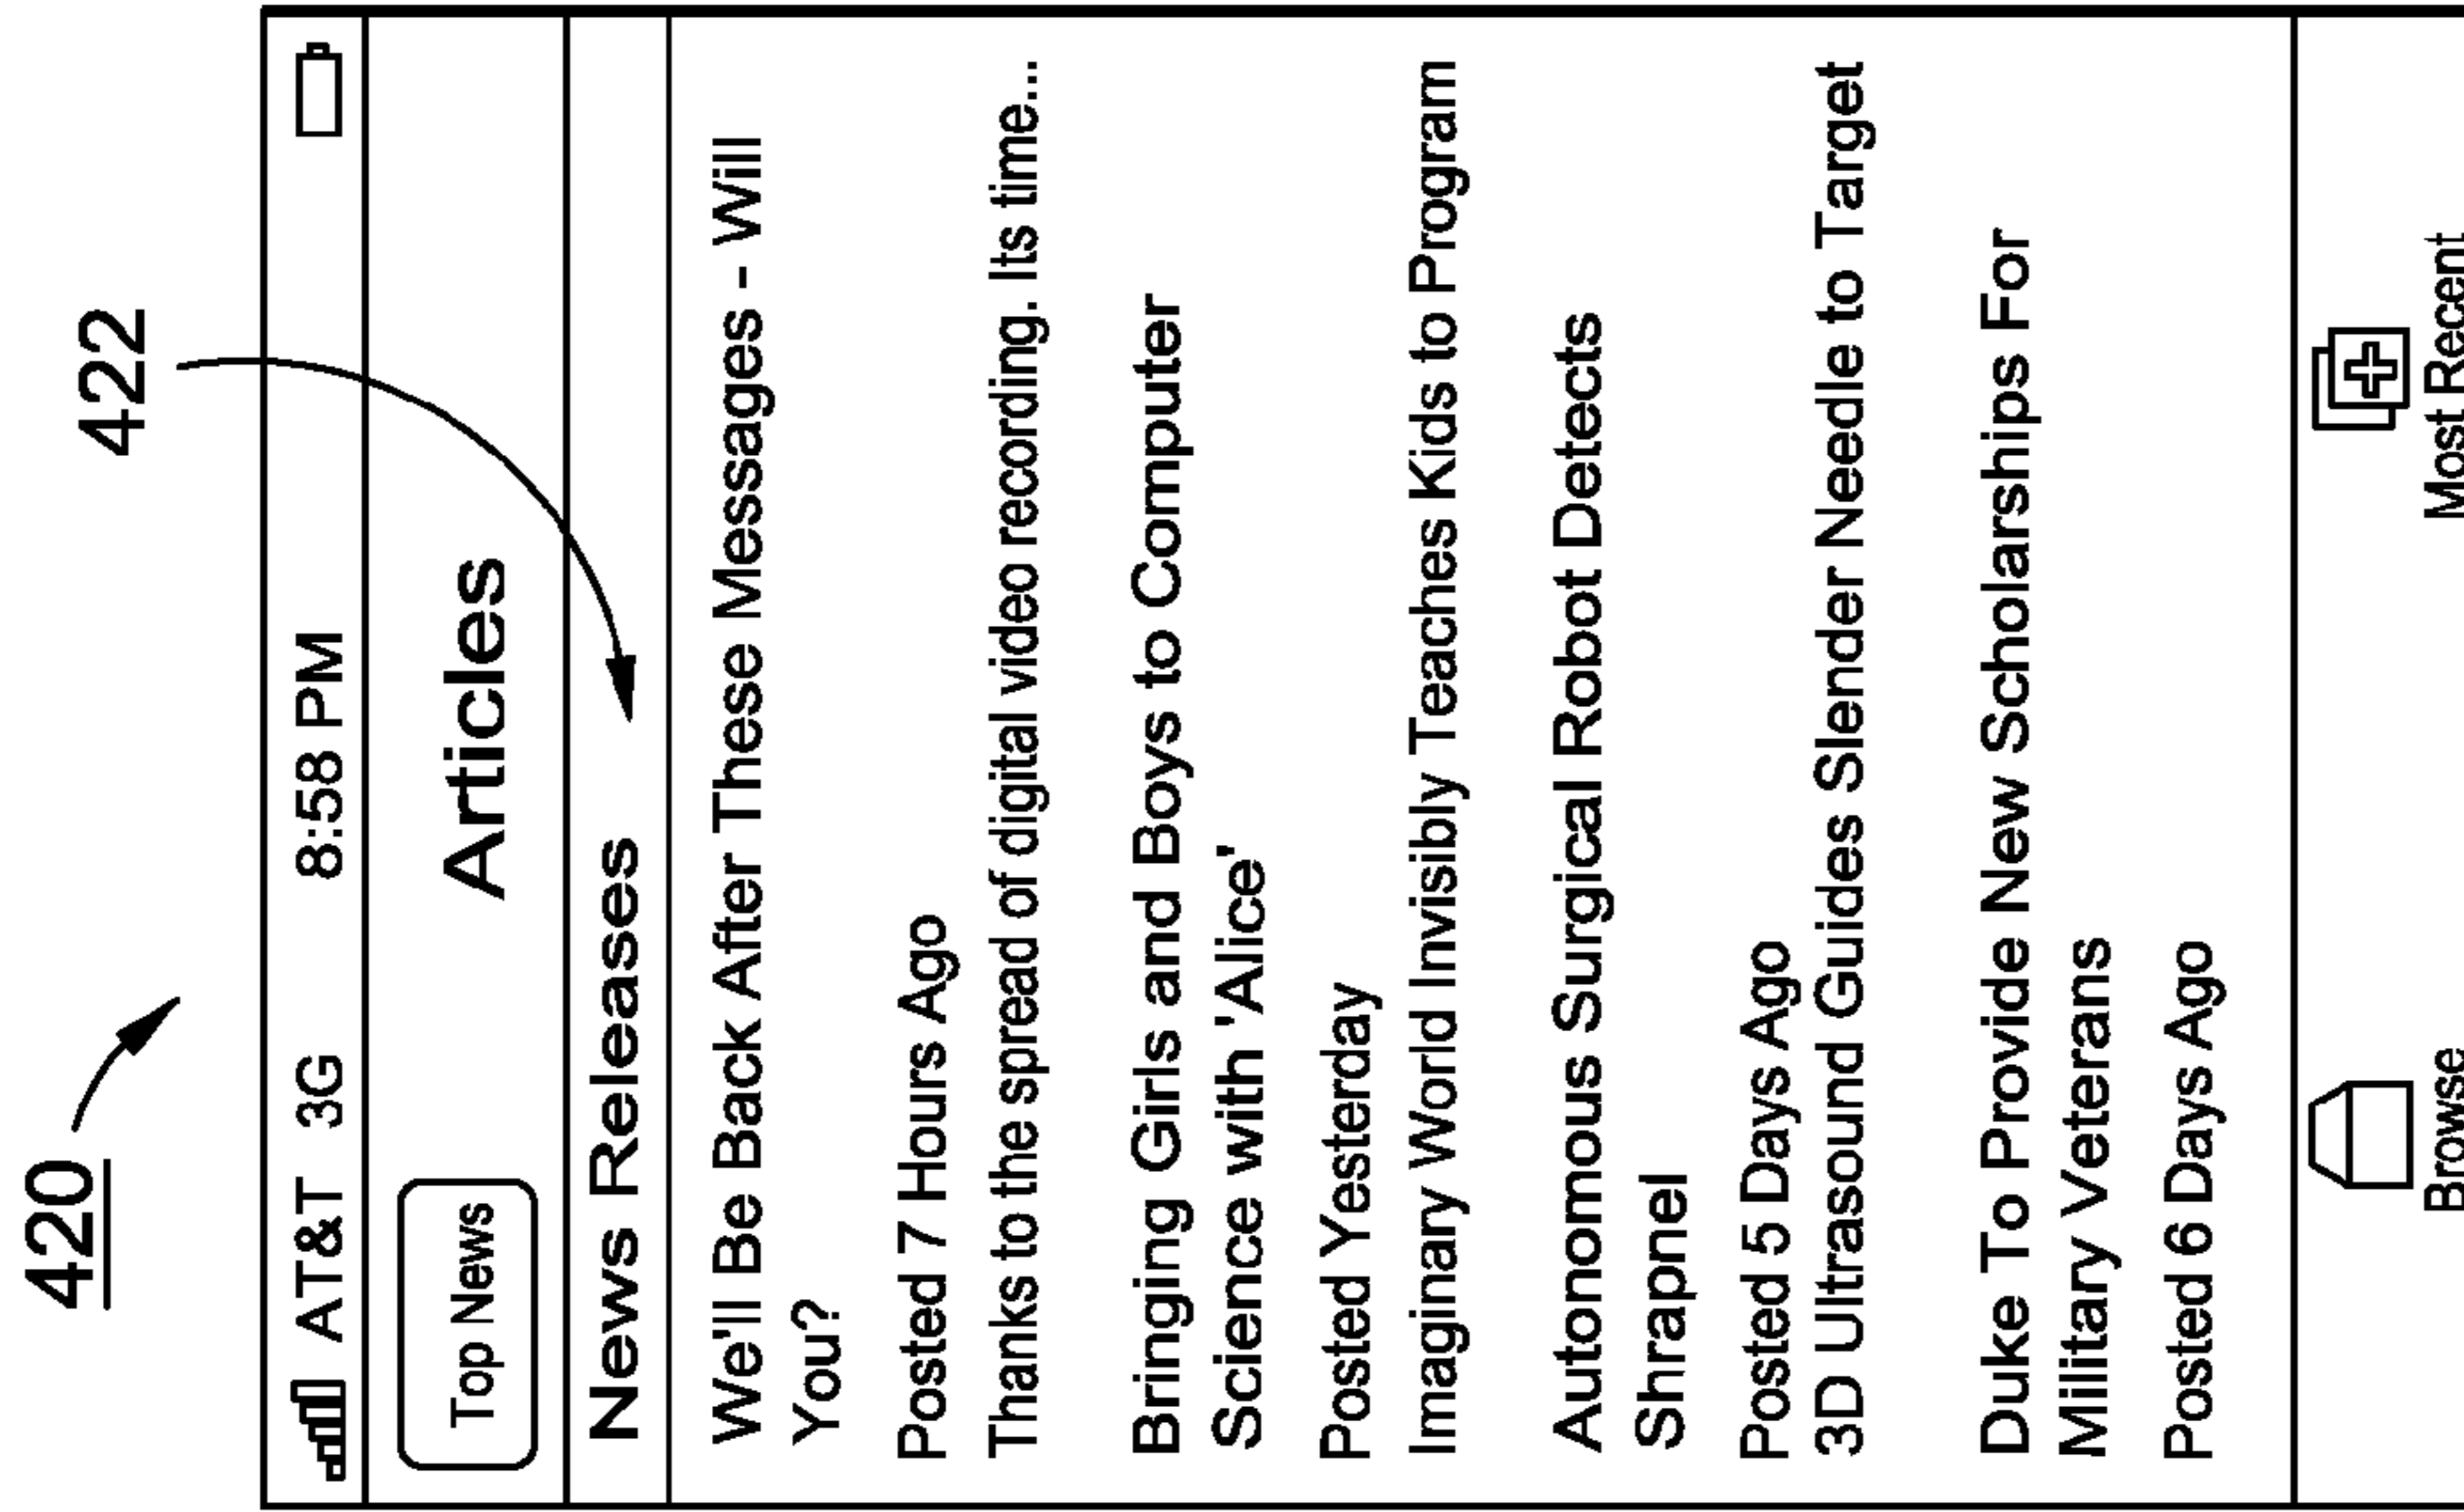 420
422
AT&T 3G 8:58 PM
Top News Articles
News Releases
We'll Be Back After These Messages - Will
You?
Posted 7 Hours Ago
Thanks to the spread of digital video recording. Its time...
Bringing Girls and Boys to Computer
Science with 'Alice'
Posted Yesterday
Imaginary World Invisibly Teaches Kids to Program
Autonomous Surgical Robot Detects
Shrapnel
Posted 5 Days Ago
3D Ultrasound Guides Slender Needle to Target
Duke To Provide New Scholarships For
Military Veterans
Posted 6 Days Ago
Browse Most Recent